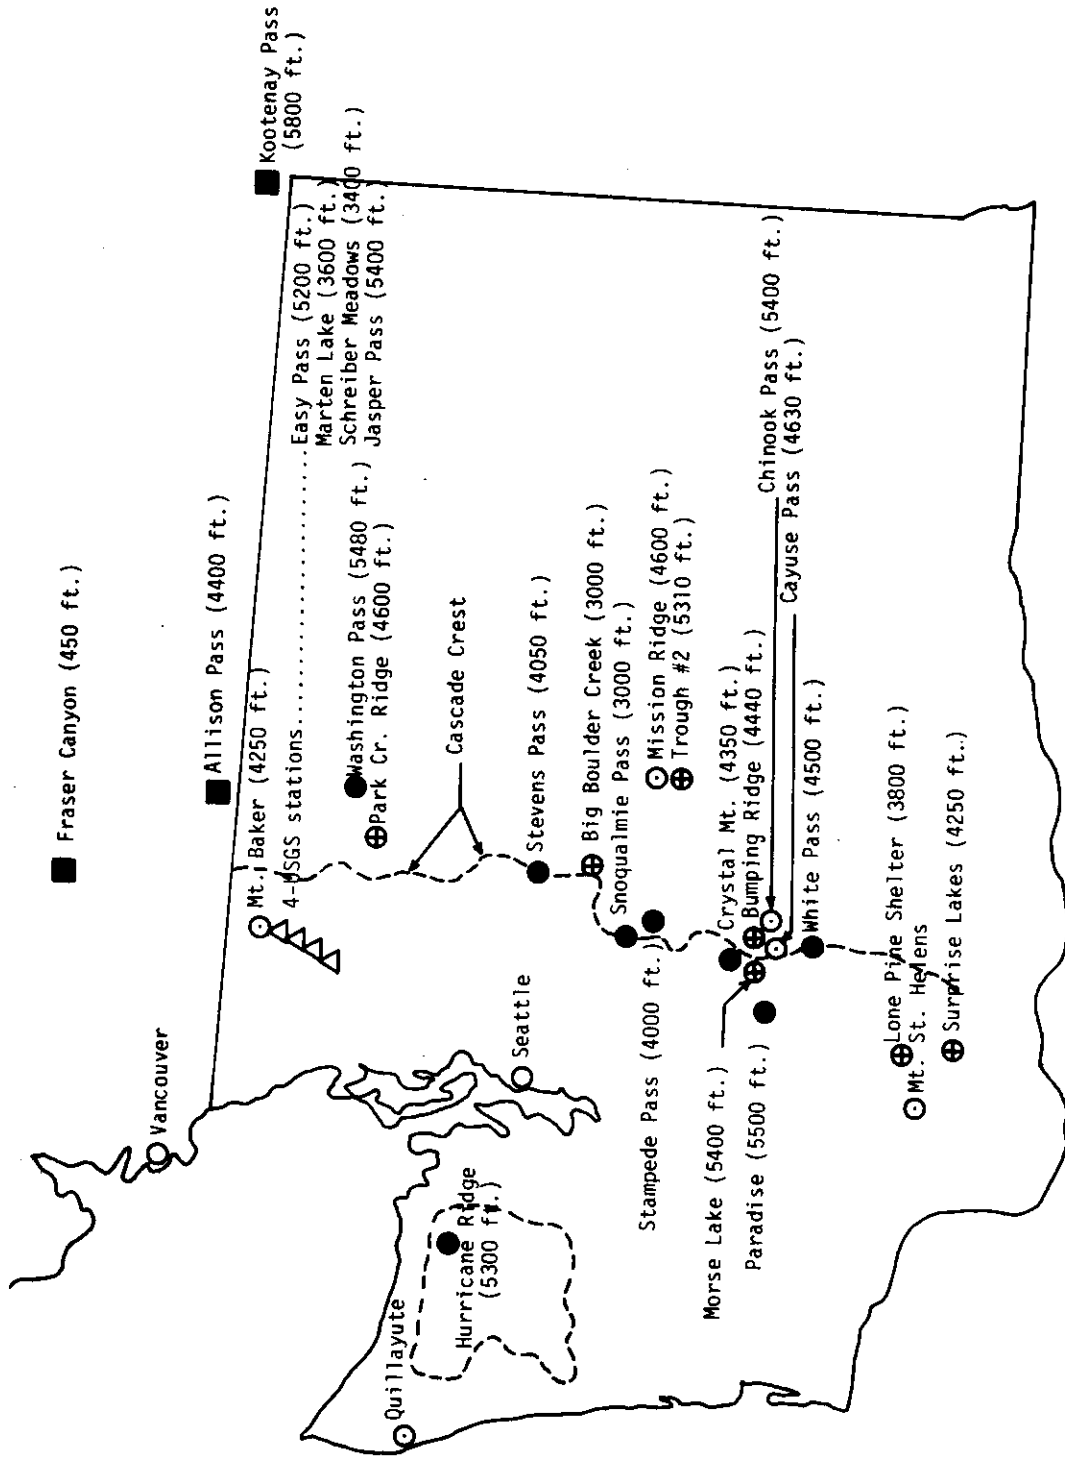 Fraser Canyon (450 ft.)
Kootenay Pass
(5800 ft.)
Allison Pass (4400 ft.)
Vancouver
Mt. Baker (4250 ft.)
4-USGS stations....................Easy Pass (5200 ft.)
Marten Lake (3600 ft.)
Schreiber Meadows (3400 ft.)
Jasper Pass (5400 ft.)
Washington Pass (5480 ft.)
Park Cr. Ridge (4600 ft.)
Quillayute
Hurricane Ridge
(5300 ft.)
Cascade Crest
Seattle
Stevens Pass (4050 ft.)
Big Boulder Creek (3000 ft.)
Snoqualmie Pass (3000 ft.)
Stampede Pass (4000 ft.)
Mission Ridge (4600 ft.)
Trough #2 (5310 ft.)
Morse Lake (5400 ft.)
Crystal Mt. (4350 ft.)
Bumping Ridge (4440 ft.)
Chinook Pass (5400 ft.)
Cayuse Pass (4630 ft.)
Paradise (5500 ft.)
White Pass (4500 ft.)
Lone Pine Shelter (3800 ft.)
Mt. St. Helens
Surprise Lakes (4250 ft.)